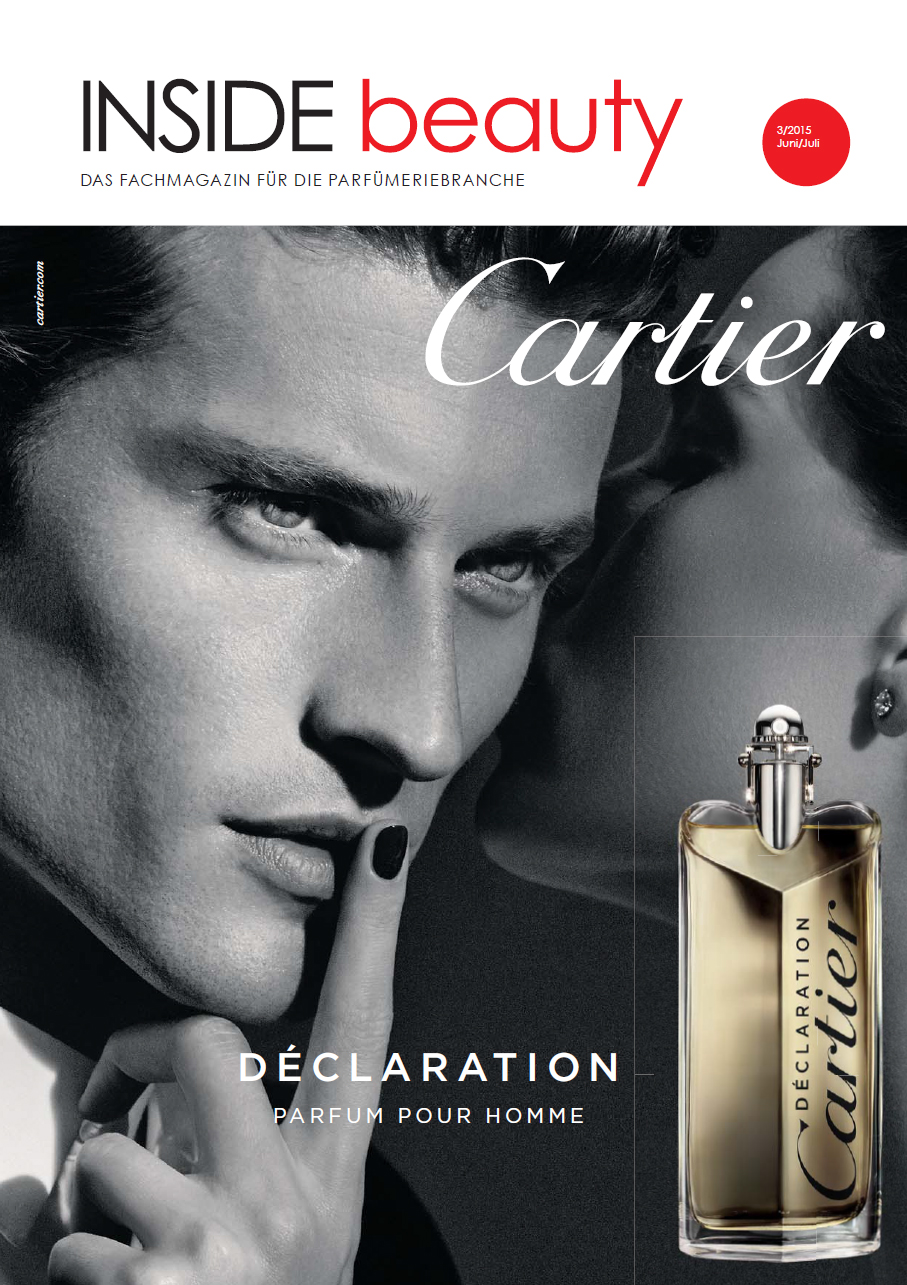 INSIDE beauty
DAS FACHMAGAZIN FÜR DIE PARFÜMERIEBRANCHE
3/2015
Juni/Juli
cartier.com
Cartier
DÉCLARATION
PARFUM POUR HOMME
DÉCLARATION
Cartier